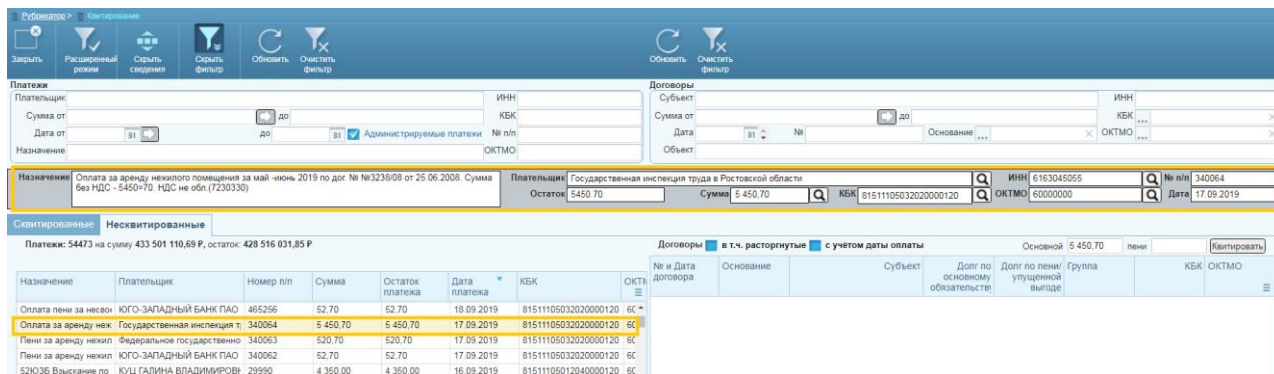 Рубрикатор > Квитирование
Закрыть Расширенный режим Скрыть сведения Скрыть фильтр Обновить Очистить фильтр Обновить Очистить фильтр
Платежи Договоры
Плательщик ИНН Субъект ИНН
Сумма от до КБК Сумма от до КБК ...
Дата от 31 до 31 Администрируемые платежи № п/п Дата 31 № Основание ... ОКТМО ...
Назначение ОКТМО Объект
Назначение Оплата за аренду нежилого помещения за май -июнь 2019 по дог. № №3238/08 от 25.06 2008. Сумма Плательщик Государственная инспекция труда в Ростовской области ИНН 6163045055 № п/п 340064
без НДС - 5450=70. НДС не обл.(7230330) Остаток 5450.70 Сумма 5 450,70 КБК 81511105032020000120 ОКТМО 60000000 Дата 17.09.2019
Сквитированные Несквитированные
Платежи: 54473 на сумму 433 501 110,69 ₽, остаток: 428 516 031,85 ₽ Договоры в т.ч. расторгнутые с учётом даты оплаты Основной 5 450,70 пени Квитировать
Назначение Плательщик Номер п/п Сумма Остаток платежа Дата платежа КБК ОКТМ № и Дата договора Основание Субъект Долг по основному обязательству Долг по пени/ упущенной выгоде Группа КБК ОКТМО
Оплата пени за несвоє ЮГО-ЗАПАДНЫЙ БАНК ПАО 465256 52,70 52,70 18.09.2019 81511105032020000120 60
Оплата за аренду неж Государственная инспекция т 340064 5 450,70 5 450,70 17.09.2019 81511105032020000120 60
Пени за аренду нежил Федеральное государственно 340063 520,70 520,70 17.09.2019 81511105032020000120 60
Пени за аренду нежил ЮГО-ЗАПАДНЫЙ БАНК ПАО 340062 52,70 52,70 17.09.2019 81511105032020000120 60
52ЮЗБ Взыскание по КУЦ ГАЛИНА ВЛАДИМИРОВН 29990 4 350,00 4 350,00 16.09.2019 81511105012040000120 60